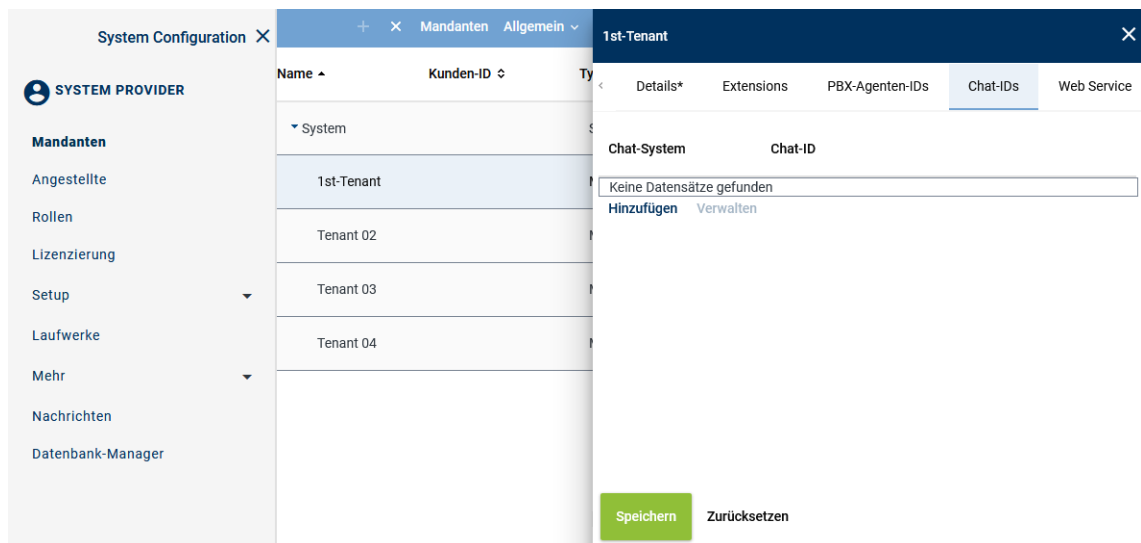 System Configuration
SYSTEM PROVIDER
Mandanten
Angestellte
Rollen
Lizenzierung
Setup
Laufwerke
Mehr
Nachrichten
Datenbank-Manager
Mandanten Allgemein
Name Kunden-ID Ty
System
1st-Tenant
Tenant 02
Tenant 03
Tenant 04
1st-Tenant
Details* Extensions PBX-Agenten-IDs Chat-IDs Web Service
Chat-System Chat-ID
Keine Datensätze gefunden
Hinzufügen Verwalten
Speichern Zurücksetzen